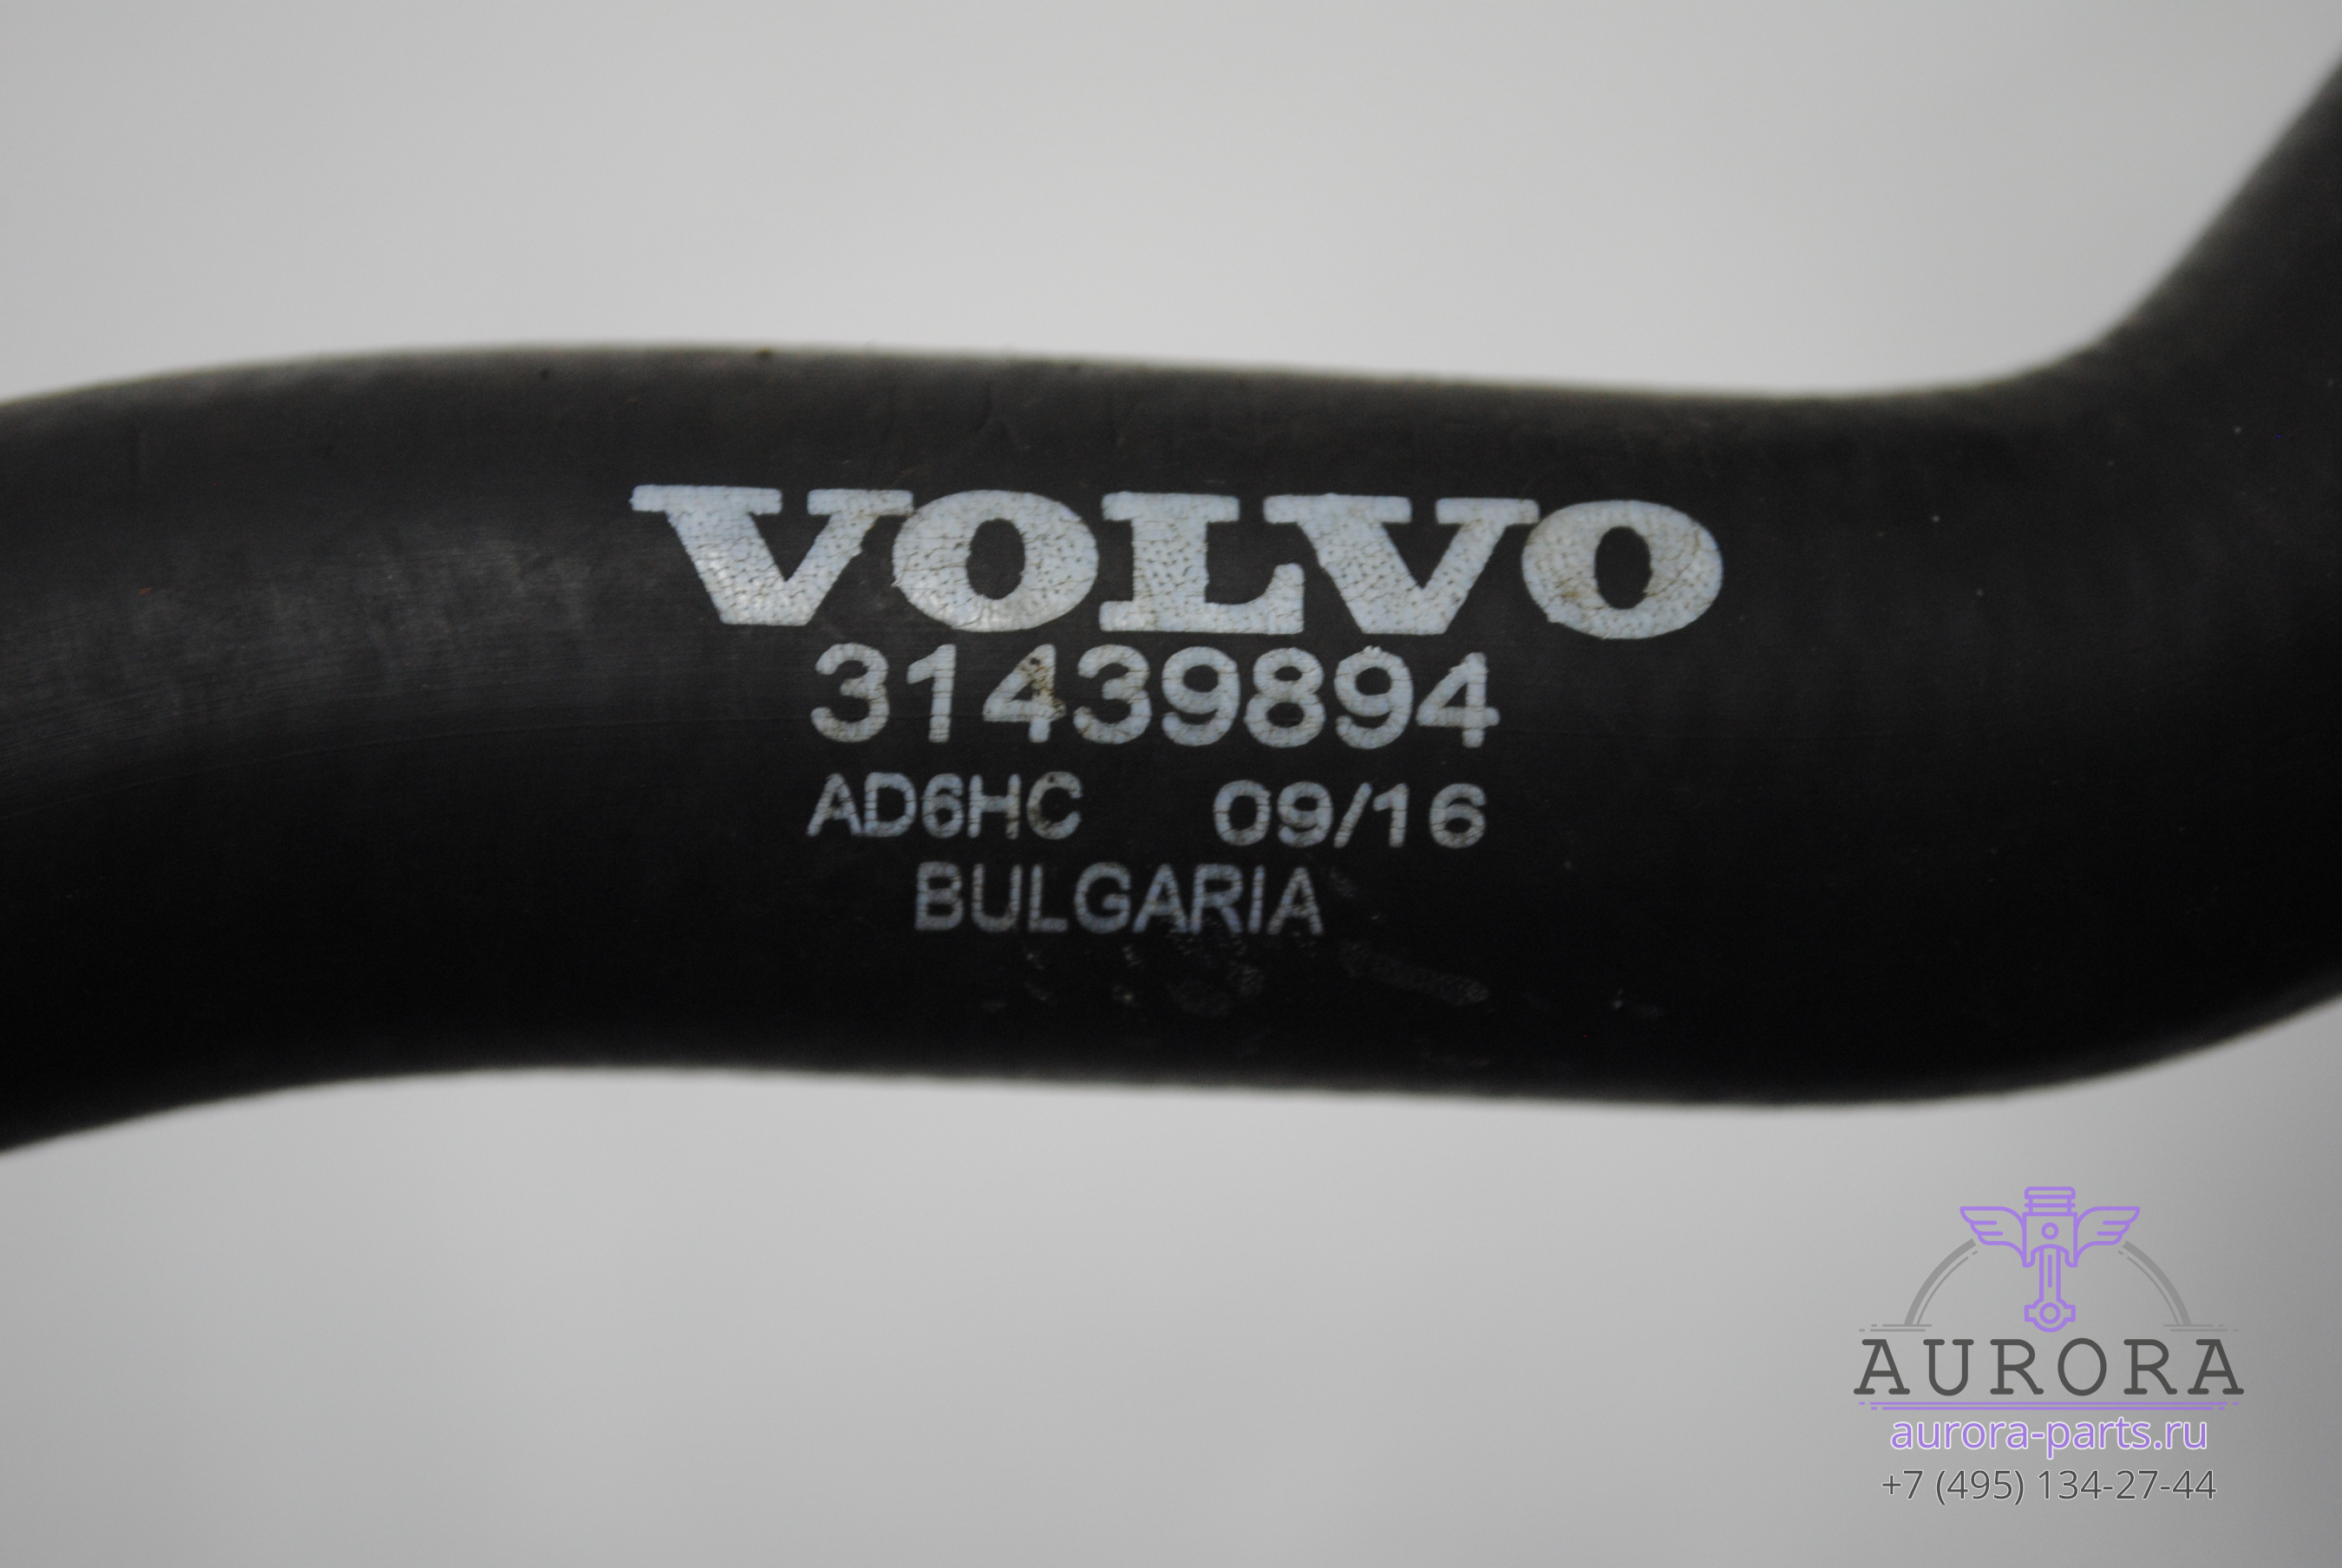 VOLVO
31439894
AD6HC 09/16
BULGARIA
AURORA
aurora-parts.ru
+7 (495) 134-27-44